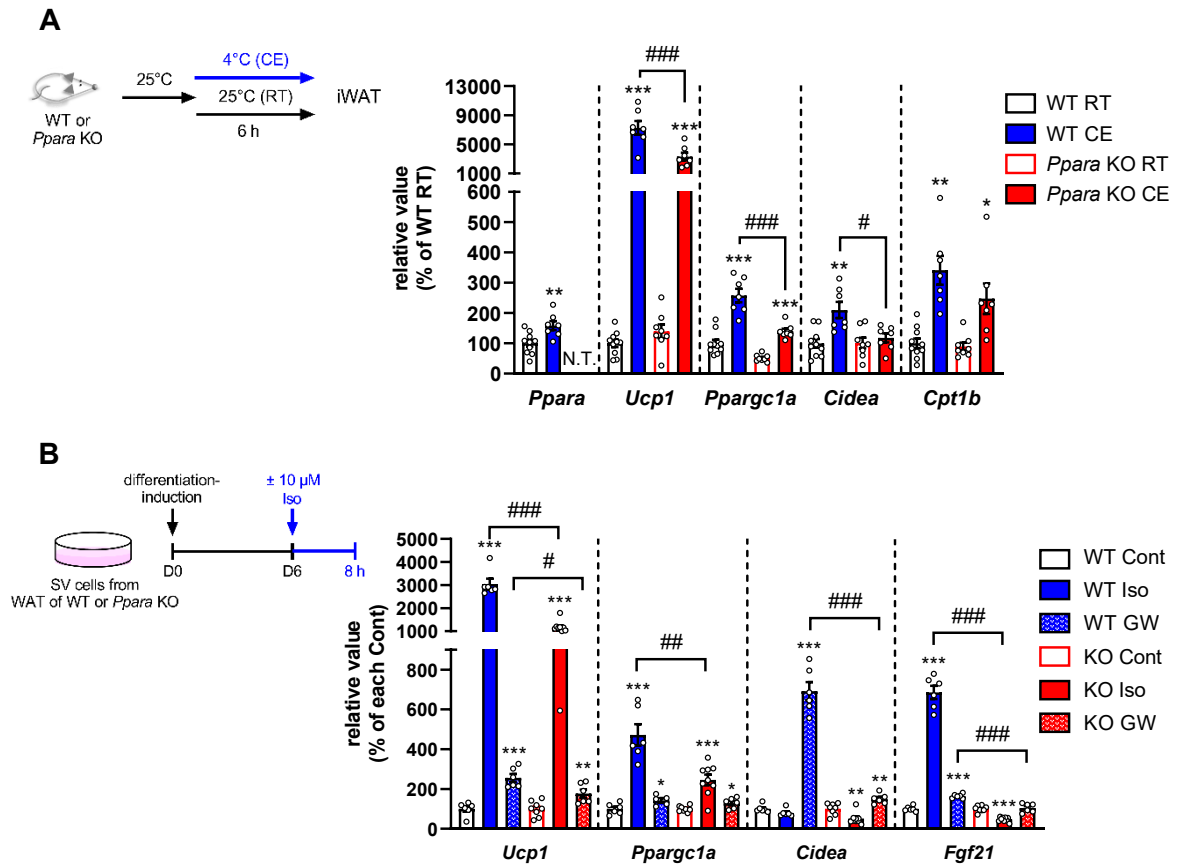 A
WT or
Ppara KO
25°C
4°C (CE)
25°C (RT)
6 h
iWAT
relative value
(% of WT RT)
13000
9000
5000
1000
600
400
300
200
100
0
**
N.T.
***
###
***
***
###
***
**
#
**
*
Ppara
Ucp1
Ppargc1a
Cidea
Cpt1b
WT RT
WT CE
Ppara KO RT
Ppara KO CE
B
differentiation-
induction
± 10 µM
Iso
D0
D6
8 h
SV cells from
WAT of WT or Ppara KO
relative value
(% of each Cont)
5000
4000
3000
2000
1000
800
600
400
200
0
###
***
#
***
***
**
##
***
*
***
*
###
***
**
**
###
***
###
***
***
Ucp1
Ppargc1a
Cidea
Fgf21
WT Cont
WT Iso
WT GW
KO Cont
KO Iso
KO GW